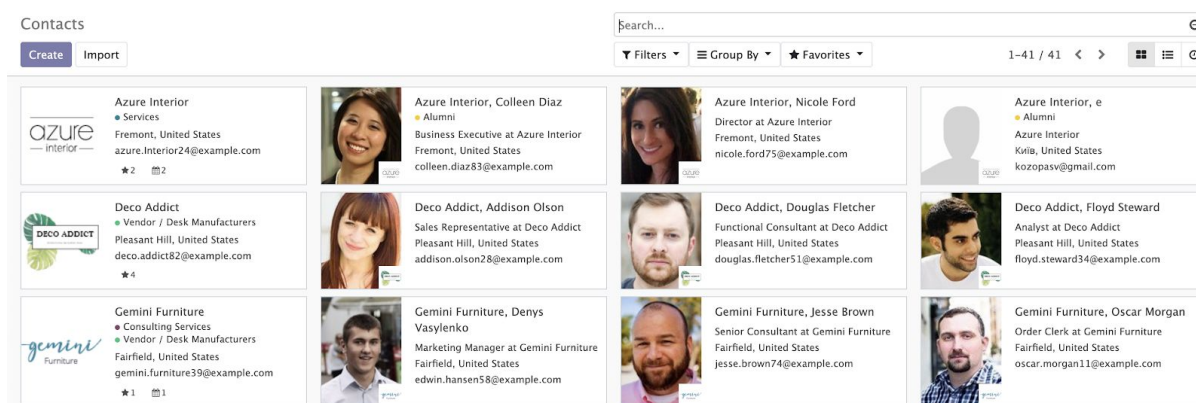 Contacts
Search...
Create Import
Filters Group By Favorites 1-41 / 41
azure
interior
Azure Interior
Services
Fremont, United States
azure.Interior24@example.com
2 2
azure
Azure Interior, Colleen Diaz
Alumni
Business Executive at Azure Interior
Fremont, United States
colleen.diaz83@example.com
azure
Azure Interior, Nicole Ford
Director at Azure Interior
Fremont, United States
nicole.ford75@example.com
azure
Azure Interior, e
Alumni
Azure Interior
Київ, United States
kozopasv@gmail.com
DECO ADDICT
Deco Addict
Vendor / Desk Manufacturers
Pleasant Hill, United States
deco.addict82@example.com
4
Deco Addict, Addison Olson
Sales Representative at Deco Addict
Pleasant Hill, United States
addison.olson28@example.com
Deco Addict, Douglas Fletcher
Functional Consultant at Deco Addict
Pleasant Hill, United States
douglas.fletcher51@example.com
Deco Addict, Floyd Steward
Analyst at Deco Addict
Pleasant Hill, United States
floyd.steward34@example.com
gemini
Furniture
Gemini Furniture
Consulting Services
Vendor / Desk Manufacturers
Fairfield, United States
gemini.furniture39@example.com
1 1
Gemini Furniture, Denys
Vasylenko
Marketing Manager at Gemini Furniture
Fairfield, United States
edwin.hansen58@example.com
Gemini Furniture, Jesse Brown
Senior Consultant at Gemini Furniture
Fairfield, United States
jesse.brown74@example.com
Gemini Furniture, Oscar Morgan
Order Clerk at Gemini Furniture
Fairfield, United States
oscar.morgan11@example.com